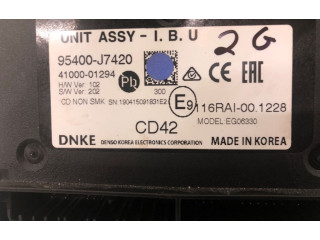 UNIT ASSY - I. B. U
2G
95400-J7420
41000-01294
Pb
CE EAC
H/W Ver: 102
S/W Ver: 202
300
CD NON SMK
E9
116RAI-00.1228
MODEL EG06330
CD42
DNKE DENSO KOREA ELECTRONICS CORPORATION
MADE IN KOREA